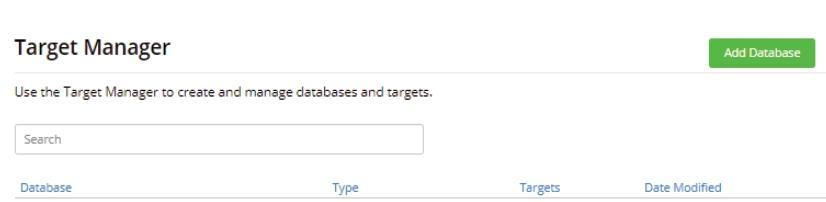 Target Manager
Add Database
Use the Target Manager to create and manage databases and targets.
Search
Database Type Targets Date Modified